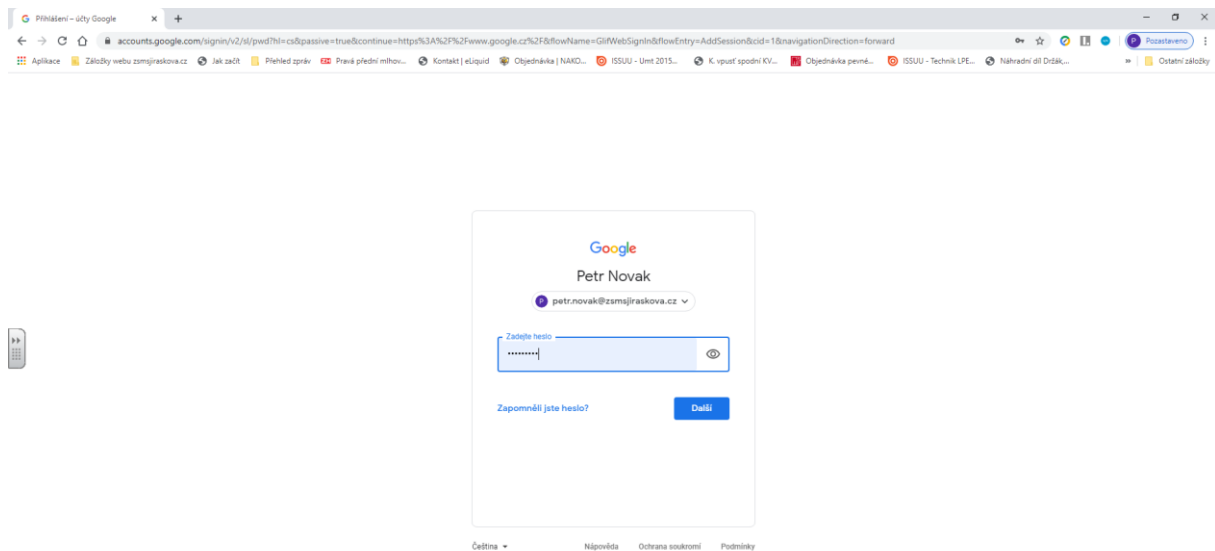 Přihlášení – účty Google
accounts.google.com/signin/v2/sl/pwd?hl=cs&passive=true&continue=https%3A%2F%2Fwww.google.cz%2F&flowName=GlifWebSignIn&flowEntry=AddSession&cid=1&navigationDirection=forward
P Pozastaveno
Aplikace Záložky webu zsmsjiraskova.cz Jak začít Přehled zpráv Pravá přední mlhov... Kontakt | eLiquid Objednávka | NAKO... ISSUU - Umt 2015... K. vpusť spodní KV... Objednávka pevné... ISSUU - Technik LPE... Náhradní díl Držák,... » Ostatní záložky
Google
Petr Novak
P petr.novak@zsmsjiraskova.cz
Zadejte heslo
•••••••••
Zapomněli jste heslo? Další
Čeština Nápověda Ochrana soukromí Podmínky